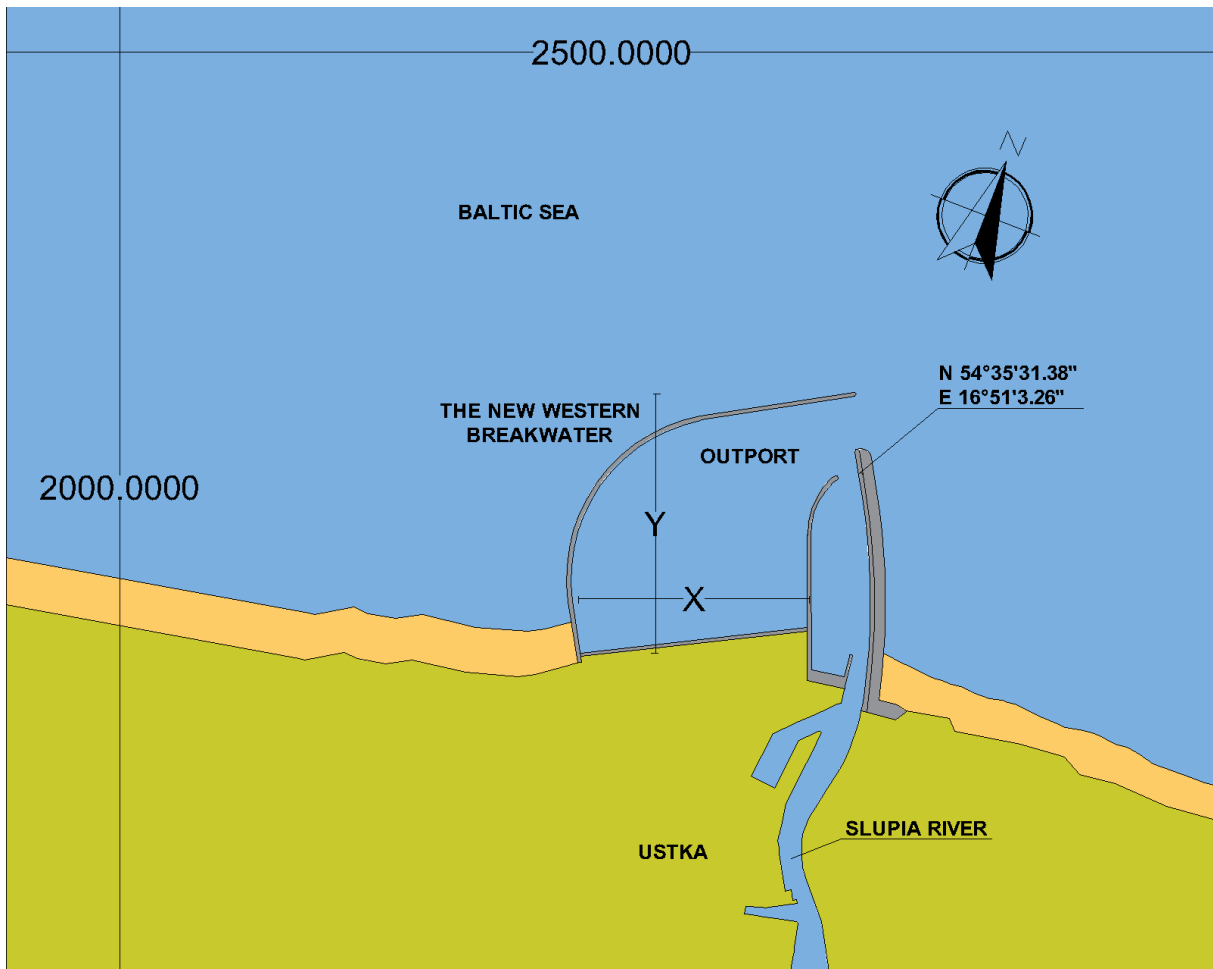 2500.0000
N
BALTIC SEA
N 54°35'31.38"
E 16°51'3.26"
THE NEW WESTERN
BREAKWATER
OUTPORT
2000.0000
Y
X
SLUPIA RIVER
USTKA